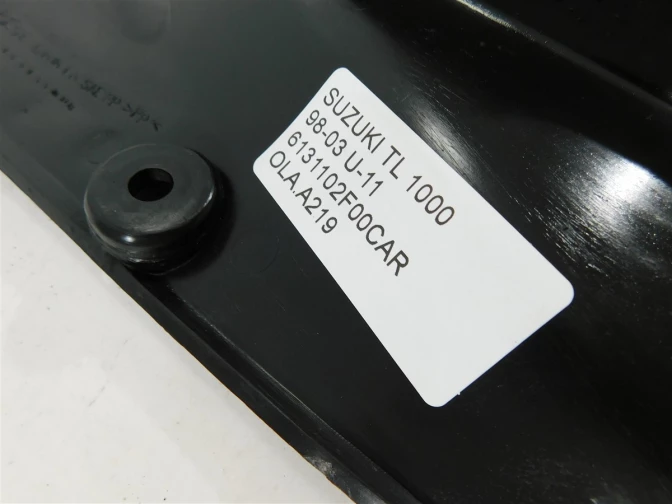 SUZUKI TL 1000
98-03 U-11
6131102F00CAR
OLA.A219